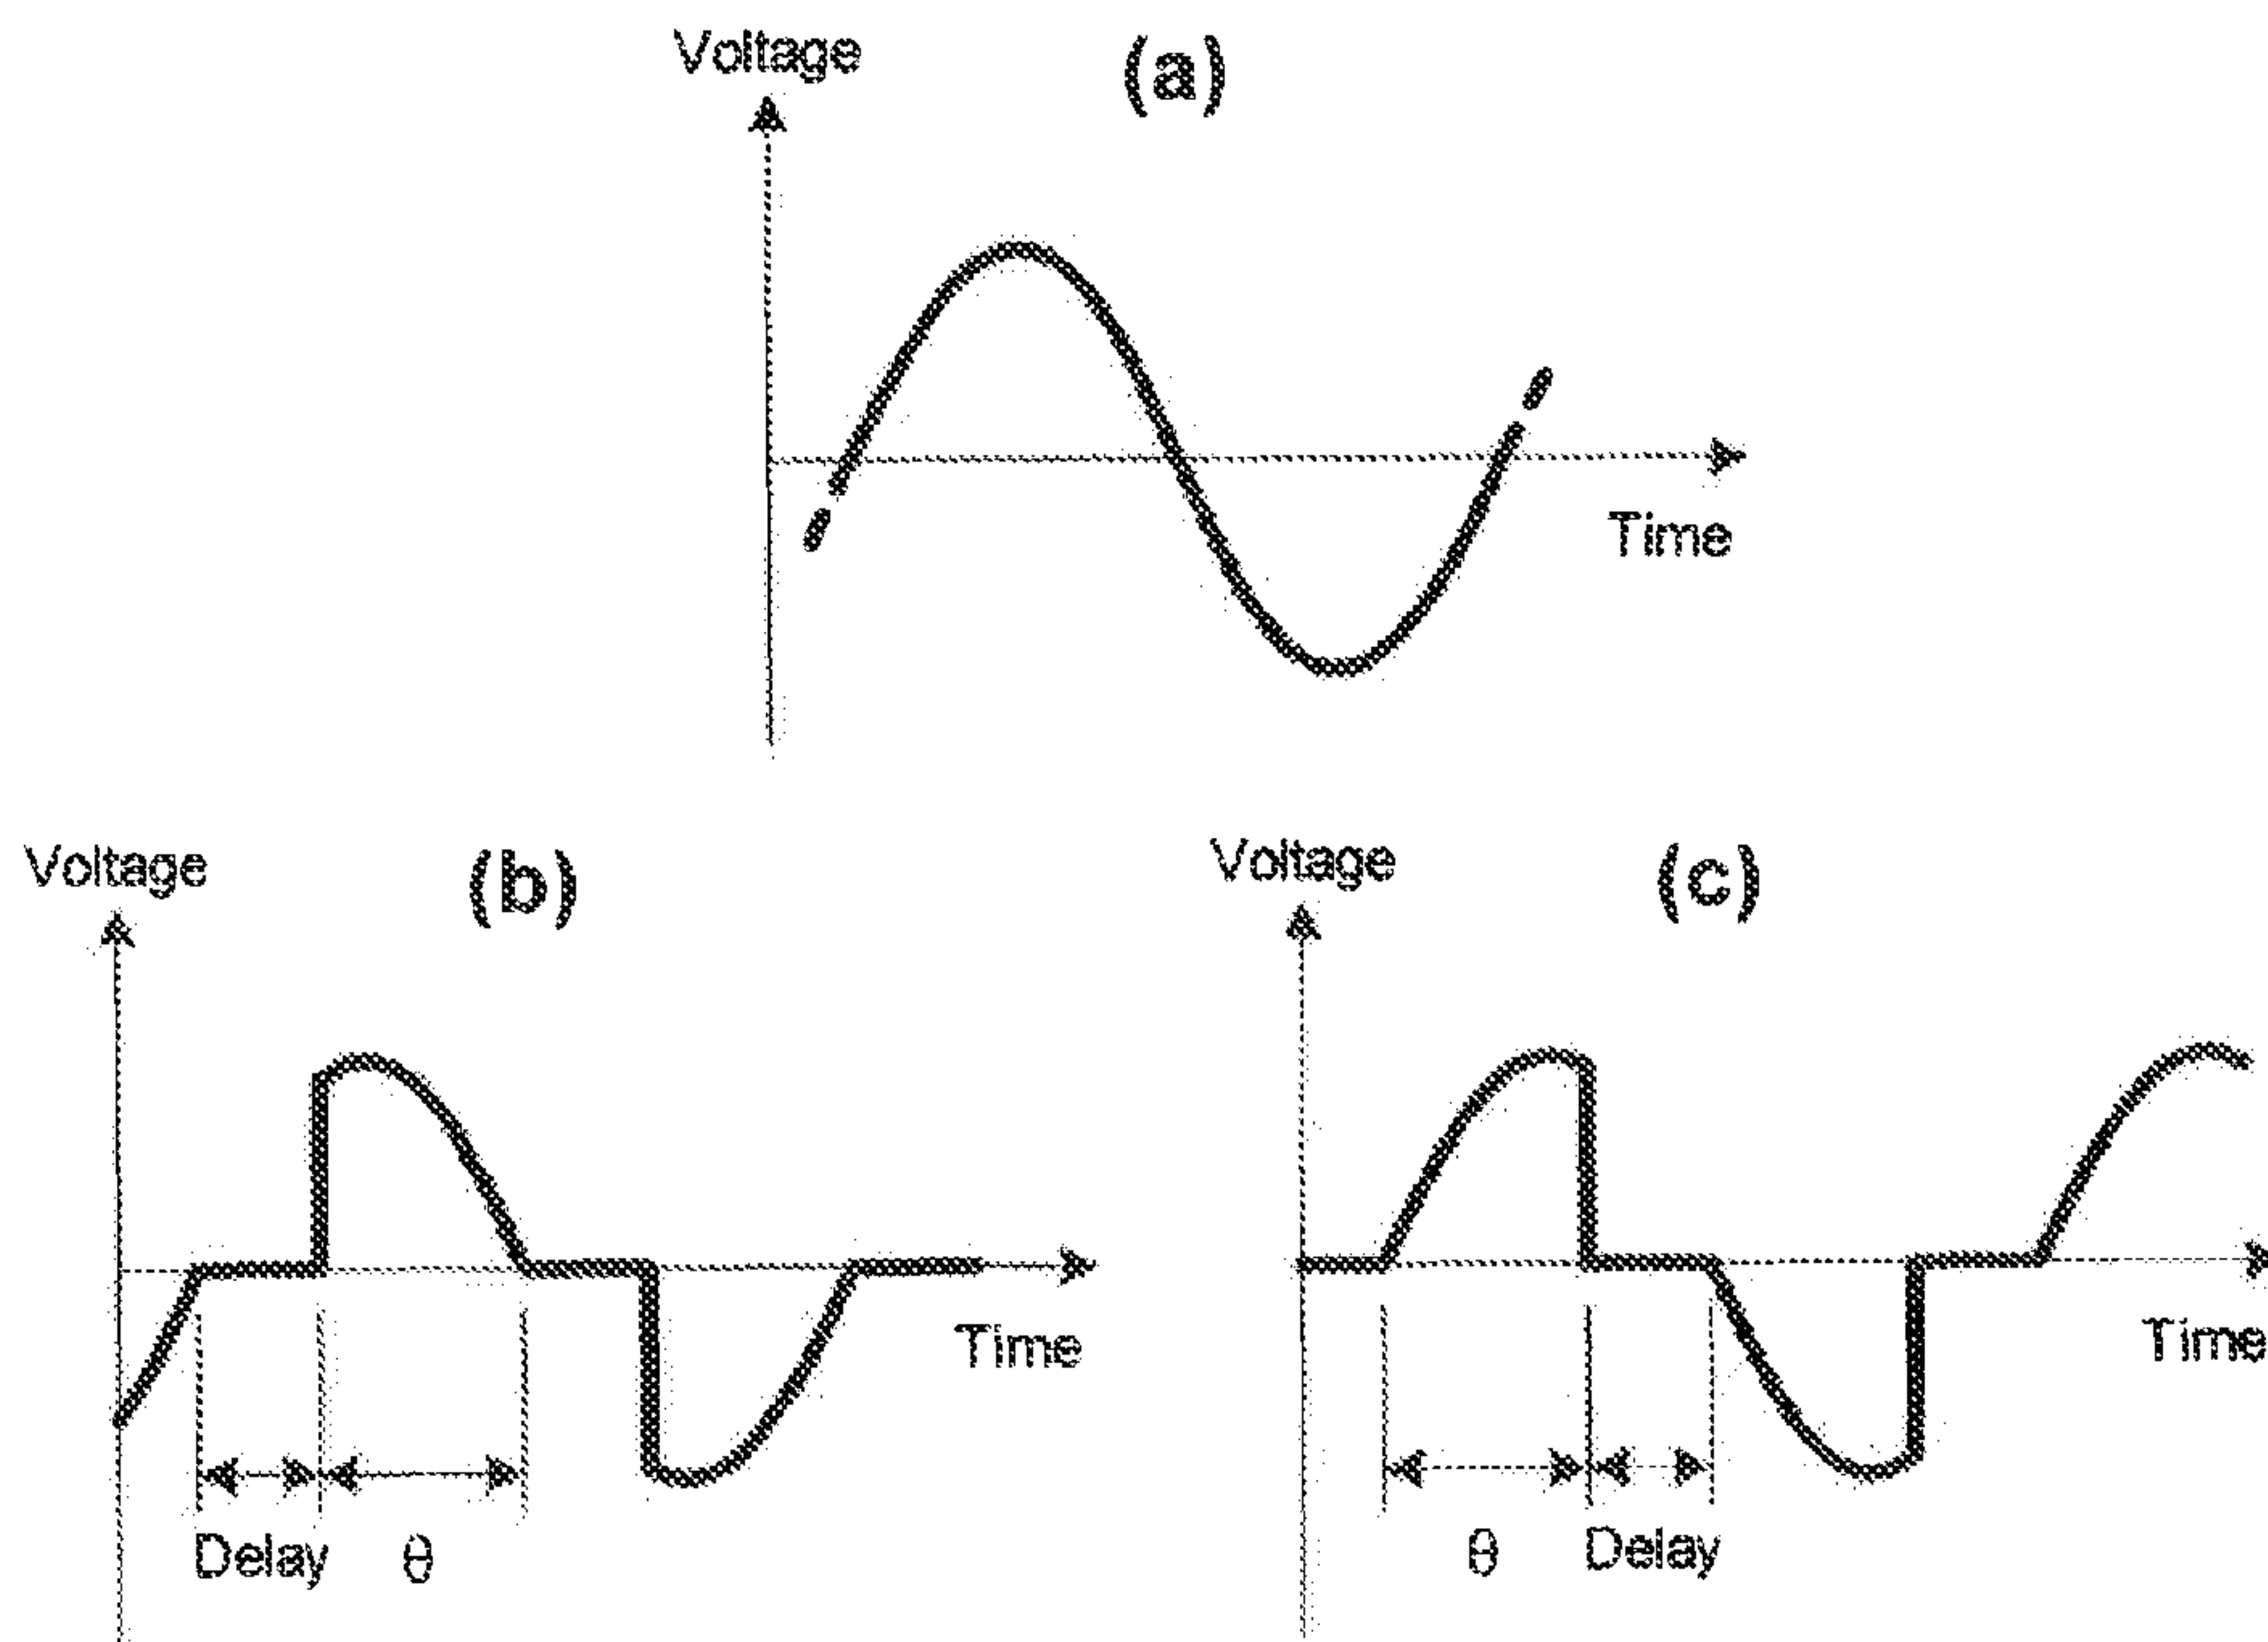 Voltage
(a)
Time
Voltage
(b)
Time
Delay
θ
Voltage
(c)
Time
θ
Delay